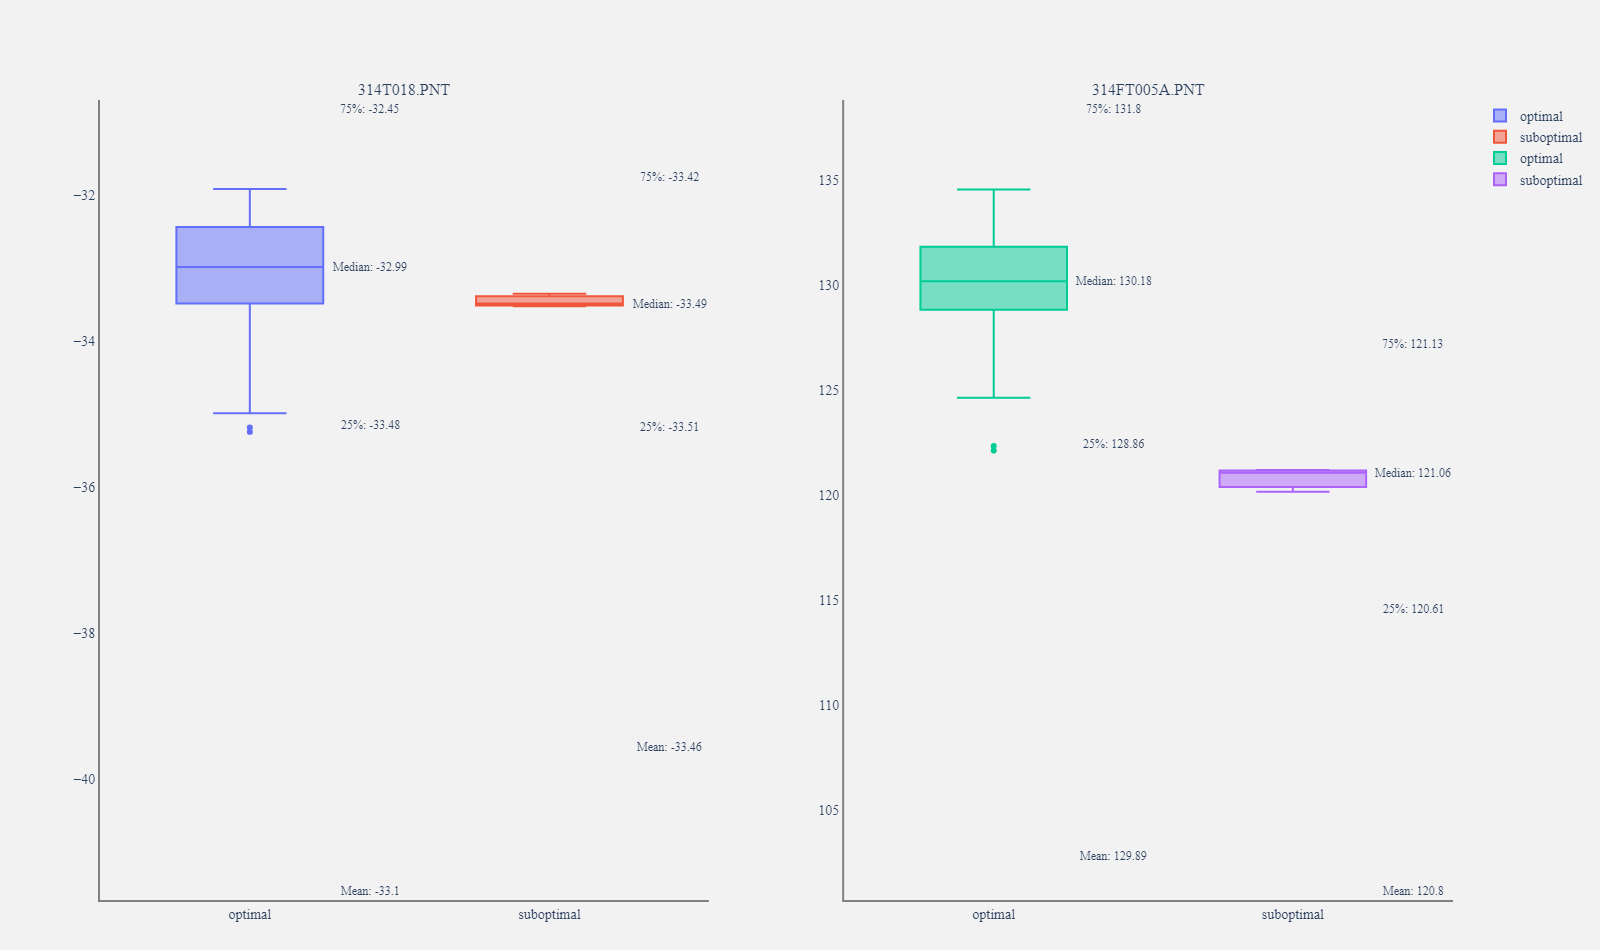 314T018.PNT
75%: -32.45
75%: -33.42
−32
Median: -32.99
Median: -33.49
−34
25%: -33.48
25%: -33.51
−36
−38
Mean: -33.46
−40
Mean: -33.1
optimal
suboptimal
314FT005A.PNT
75%: 131.8
135
Median: 130.18
130
75%: 121.13
125
25%: 128.86
Median: 121.06
120
115
25%: 120.61
110
105
Mean: 129.89
Mean: 120.8
optimal
suboptimal
optimal
suboptimal
optimal
suboptimal